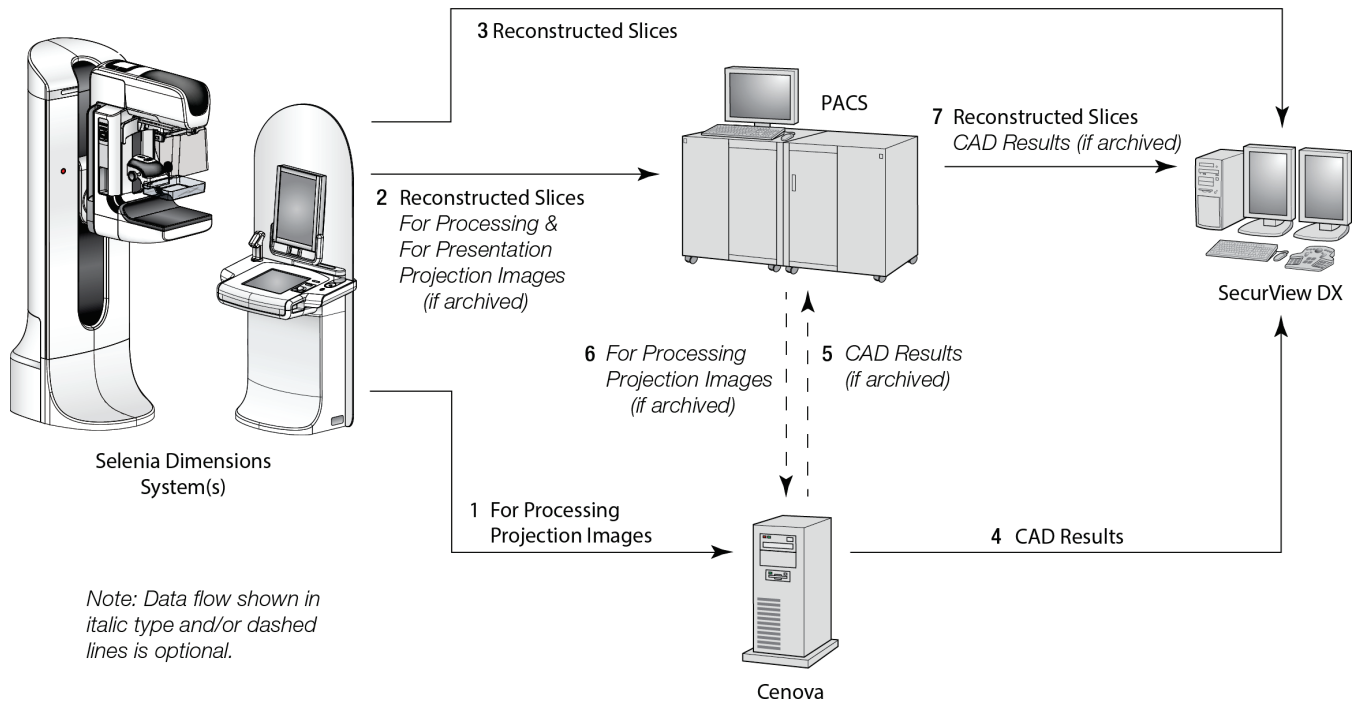 3 Reconstructed Slices
PACS
7 Reconstructed Slices
CAD Results (if archived)
2 Reconstructed Slices
For Processing &
For Presentation
Projection Images
(if archived)
SecurView DX
6 For Processing
Projection Images
(if archived)
5 CAD Results
(if archived)
Selenia Dimensions
System(s)
1 For Processing
Projection Images
4 CAD Results
Note: Data flow shown in
italic type and/or dashed
lines is optional.
Cenova